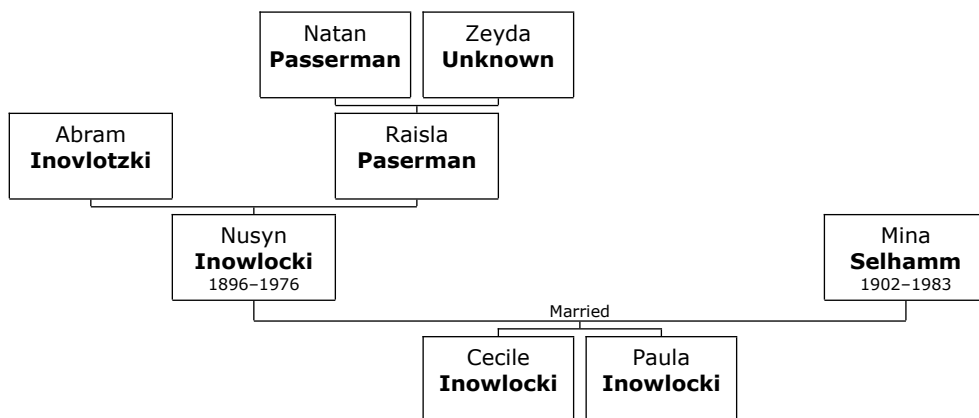 Natan
Passerman
Zeyda
Unknown
Abram
Inovlotzki
Raisla
Paserman
Nusyn
Inowlocki
1896–1976
Mina
Selhamm
1902–1983
Married
Cecile
Inowlocki
Paula
Inowlocki